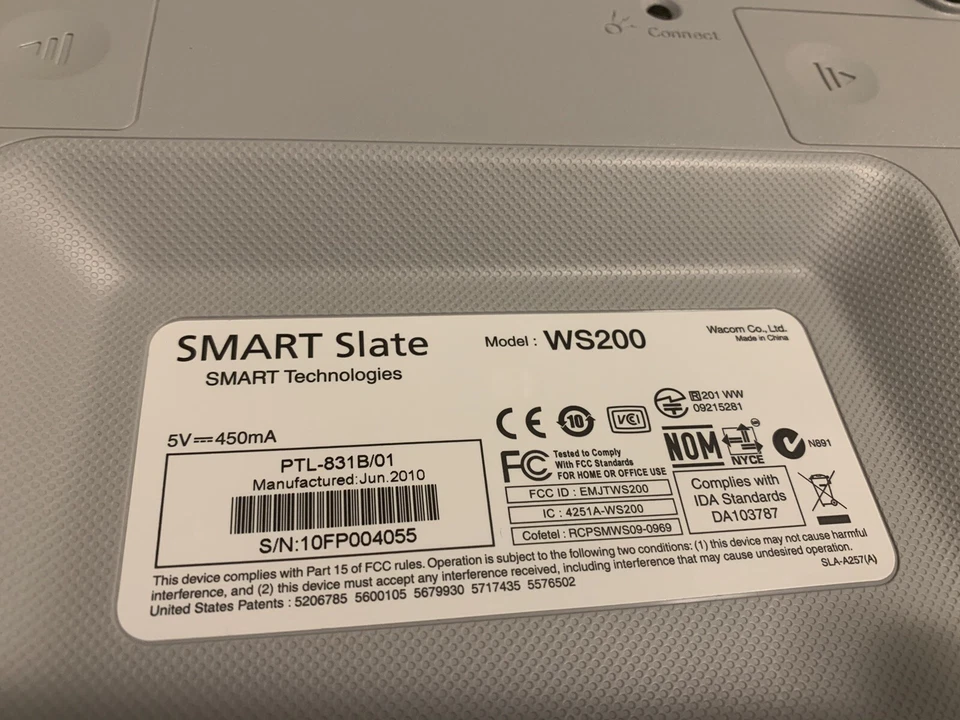 Connect
SMART Slate
Model : WS200
Wacom Co., Ltd.
Made in China
SMART Technologies
5V⎓450mA
PTL-831B/01
Manufactured:Jun.2010
S/N:10FP004055
CE
10
VCCI
R 201 WW
09215281
NOM
NYCE
N891
FC
Tested to Comply
With FCC Standards
FOR HOME OR OFFICE USE
FCC ID : EMJTWS200
IC : 4251A-WS200
Cofetel : RCPSMWS09-0969
Complies with
IDA Standards
DA103787
This device complies with Part 15 of FCC rules. Operation is subject to the following two conditions: (1) this device may not cause harmful
interference, and (2) this device must accept any interference received, including interference that may cause undesired operation.
United States Patents : 5206785 5600105 5679930 5717435 5576502
SLA-A257(A)